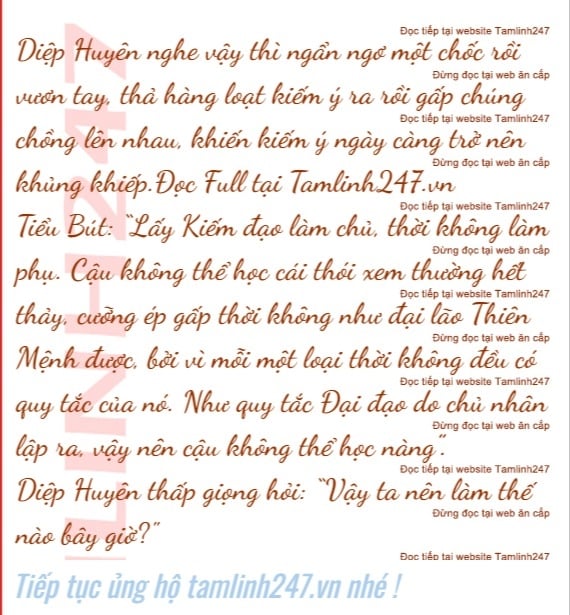 Đọc tiếp tại website Tamlinh247
Diệp Huyên nghe vậy thì ngẩn ngơ một chốc rồi
Đừng đọc tại web ăn cắp
vươn tay, thả hàng loạt kiếm ý ra rồi gấp chúng
Đọc tiếp tại website Tamlinh247
chồng lên nhau, khiến kiếm ý ngày càng trở nên
Đừng đọc tại web ăn cắp
khủng khiếp.Đọc Full tại Tamlinh247.vn
Đọc tiếp tại website Tamlinh247
Tiểu Bút: “Lấy Kiếm đạo làm chủ, thời không làm
Đừng đọc tại web ăn cắp
phụ. Cậu không thể học cái thói xem thường hết
Đọc tiếp tại website Tamlinh247
thảy, cưỡng ép gấp thời không như đại lão Thiên
Đừng đọc tại web ăn cắp
Mệnh được, bởi vì mỗi một loại thời không đều có
Đọc tiếp tại website Tamlinh247
quy tắc của nó. Như quy tắc Đại đạo do chủ nhân
Đừng đọc tại web ăn cắp
lập ra, vậy nên cậu không thể học nàng”.
Đọc tiếp tại website Tamlinh247
Diệp Huyên thấp giọng hỏi: “Vậy ta nên làm thế
Đừng đọc tại web ăn cắp
nào bây giờ?”
Đọc tiếp tại website Tamlinh247
Tiếp tục ủng hộ tamlinh247.vn nhé !
LINH247